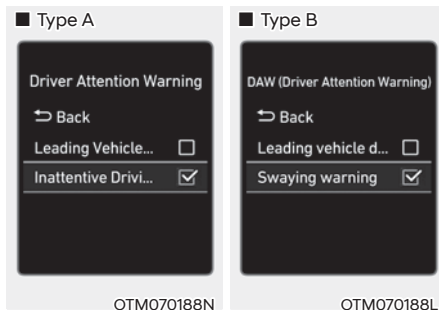 ■ Type A
Driver Attention Warning
Back
Leading Vehicle...
Inattentive Drivi...
OTM070188N
■ Type B
DAW (Driver Attention Warning)
Back
Leading vehicle d...
Swaying warning
OTM070188L